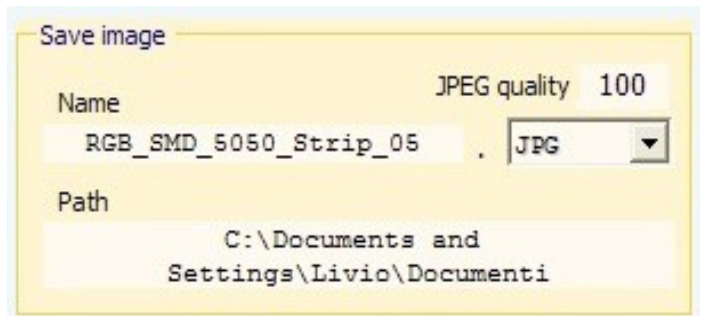 Save image
JPEG quality 100
Name
RGB_SMD_5050_Strip_05 . JPG
Path
C:\Documents and
Settings\Livio\Documenti